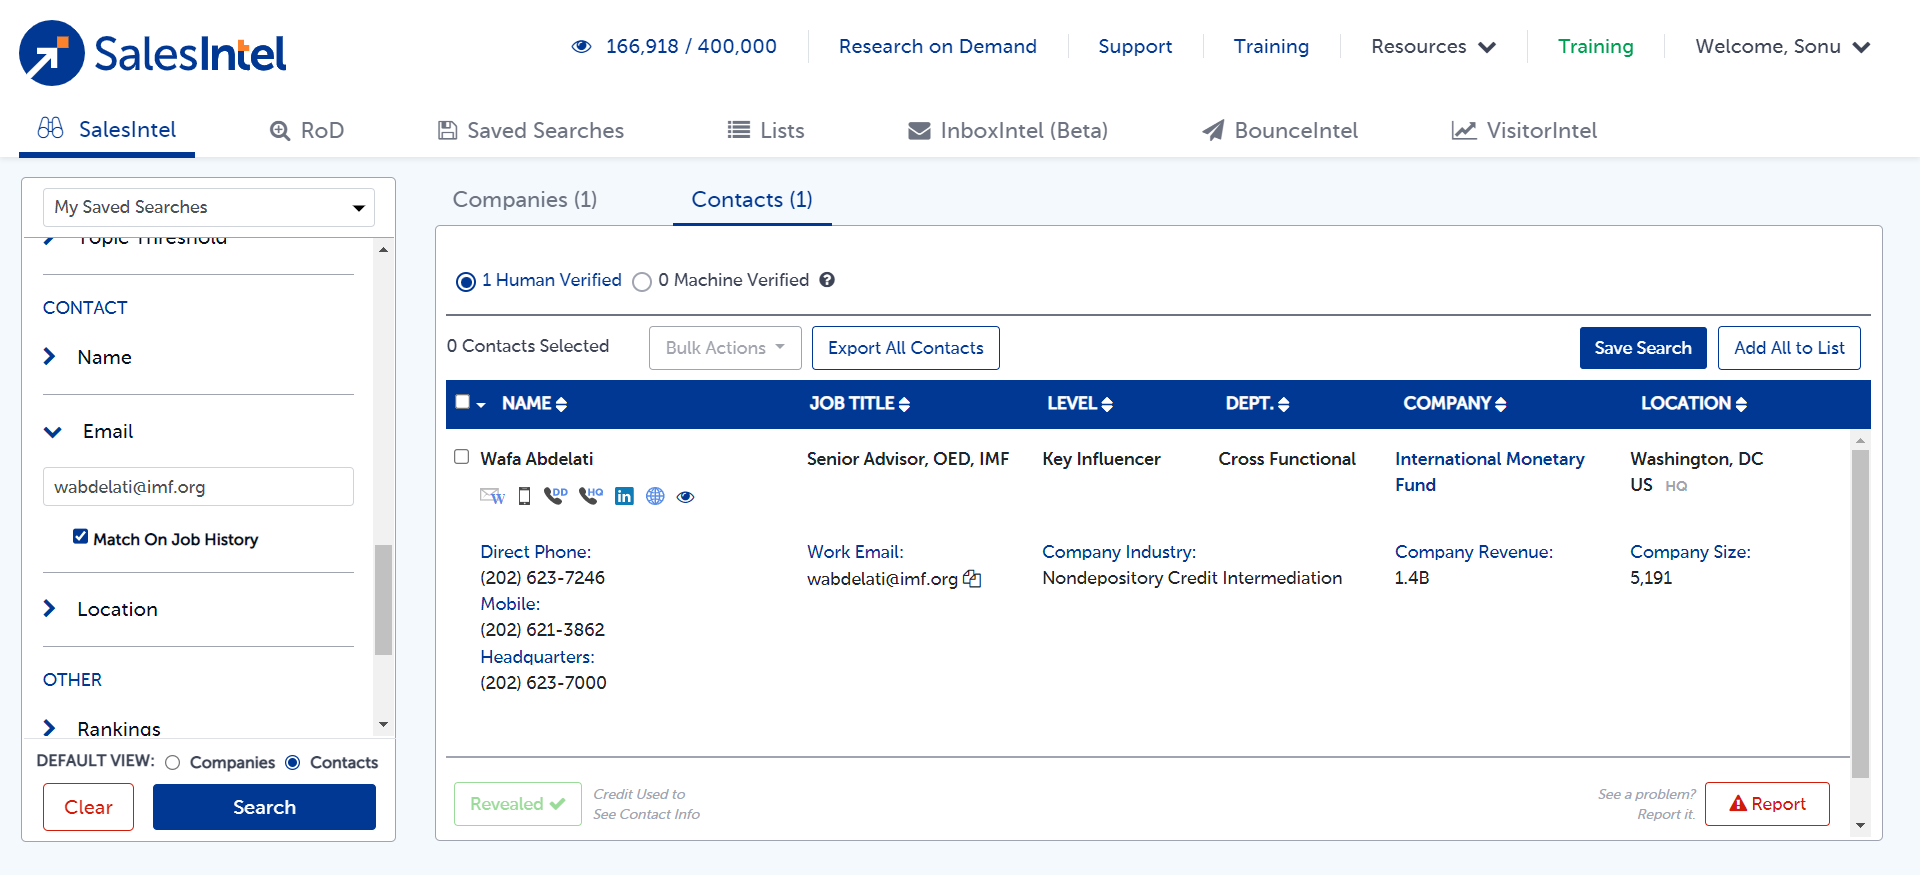 SalesIntel
166,918 / 400,000
Research on Demand
Support
Training
Resources
Training
Welcome, Sonu
SalesIntel
RoD
Saved Searches
Lists
InboxIntel (Beta)
BounceIntel
VisitorIntel
My Saved Searches
Topic Threshold
CONTACT
Name
Email
wabdelati@imf.org
Match On Job History
Location
OTHER
Rankings
DEFAULT VIEW: Companies Contacts
Clear
Search
Companies (1)
Contacts (1)
1 Human Verified
0 Machine Verified
0 Contacts Selected
Bulk Actions
Export All Contacts
Save Search
Add All to List
NAME JOB TITLE LEVEL DEPT. COMPANY LOCATION
Wafa Abdelati
Senior Advisor, OED, IMF
Key Influencer
Cross Functional
International Monetary
Fund
Washington, DC
US HQ
W DD HQ in
Direct Phone:
(202) 623-7246
Mobile:
(202) 621-3862
Headquarters:
(202) 623-7000
Work Email:
wabdelati@imf.org
Company Industry:
Nondepository Credit Intermediation
Company Revenue:
1.4B
Company Size:
5,191
Revealed
Credit Used to
See Contact Info
See a problem?
Report it.
Report